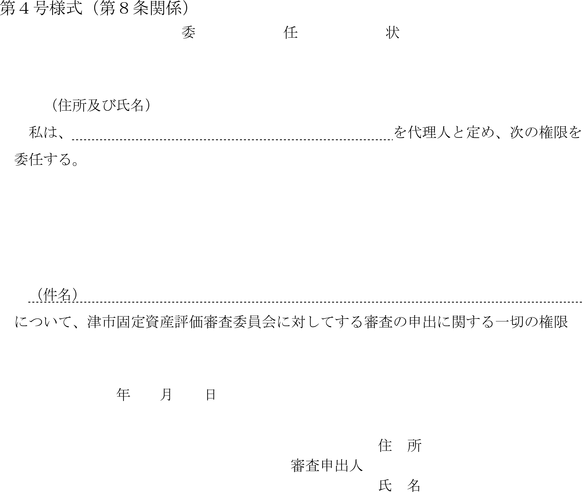 第４号様式（第８条関係）
委　任　状
（住所及び氏名）
私は、を代理人と定め、次の権限を
委任する。
（件名）
について、津市固定資産評価審査委員会に対してする審査の申出に関する一切の権限
年　月　日
住　所
審査申出人
氏　名